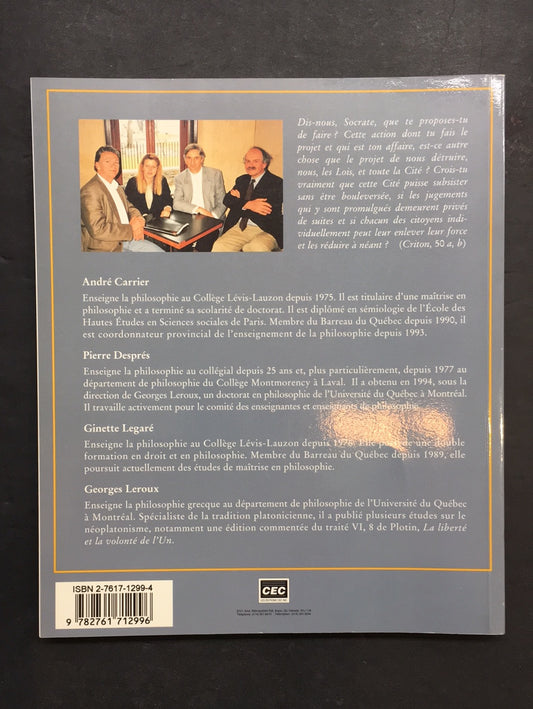 Dis-nous, Socrate, que te proposes-tu
de faire ? Cette action dont tu fais le
projet et qui est ton affaire, est-ce autre
chose que le projet de nous détruire,
nous, les Lois, et toute la Cité ? Crois-tu
vraiment que cette Cité puisse subsister
sans être bouleversée, si les jugements
qui y sont promulgués demeurent privés
de suites et si chacun des citoyens indi-
viduellement peut leur enlever leur force
et les réduire à néant ? (Criton, 50 a, b)
André Carrier
Enseigne la philosophie au Collège Lévis-Lauzon depuis 1975. Il est titulaire d'une maîtrise en
philosophie et a terminé sa scolarité de doctorat. Il est diplômé en sémiologie de l'École des
Hautes Études en Sciences sociales de Paris. Membre du Barreau du Québec depuis 1990, il
est coordonnateur provincial de l'enseignement de la philosophie depuis 1993.
Pierre Després
Enseigne la philosophie au collégial depuis 25 ans et, plus particulièrement, depuis 1977 au
département de philosophie du Collège Montmorency à Laval. Il a obtenu en 1994, sous la
direction de Georges Leroux, un doctorat en philosophie de l'Université du Québec à Montréal.
Il travaille activement pour le comité des enseignantes et enseignants de philosophie.
Ginette Legaré
Enseigne la philosophie au Collège Lévis-Lauzon depuis 1976. Elle possède une double
formation en droit et en philosophie. Membre du Barreau du Québec depuis 1989, elle
poursuit actuellement des études de maîtrise en philosophie.
Georges Leroux
Enseigne la philosophie grecque au département de philosophie de l'Université du Québec
à Montréal. Spécialiste de la tradition platonicienne, il a publié plusieurs études sur le
néoplatonisme, notamment une édition commentée du traité VI, 8 de Plotin, La liberté
et la volonté de l'Un.
ISBN 2-7617-1299-4
9 782761 712996
CEC